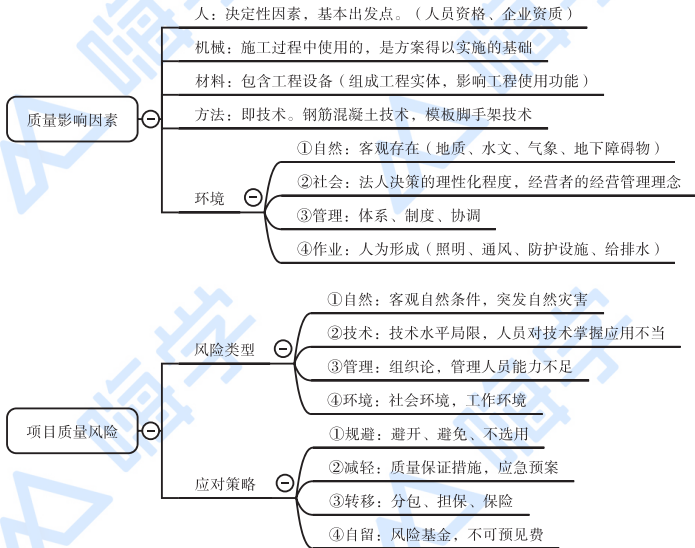 人：决定性因素，基本出发点。（人员资格、企业资质）
机械：施工过程中使用的，是方案得以实施的基础
材料：包含工程设备（组成工程实体，影响工程使用功能）
质量影响因素
方法：即技术。钢筋混凝土技术，模板脚手架技术
①自然：客观存在（地质、水文、气象、地下障碍物）
②社会：法人决策的理性化程度，经营者的经营管理理念
环境
③管理：体系、制度、协调
④作业：人为形成（照明、通风、防护设施、给排水）
①自然：客观自然条件，突发自然灾害
②技术：技术水平局限，人员对技术掌握应用不当
风险类型
③管理：组织论，管理人员能力不足
④环境：社会环境，工作环境
项目质量风险
①规避：避开、避免、不选用
②减轻：质量保证措施，应急预案
应对策略
③转移：分包、担保、保险
④自留：风险基金，不可预见费
嗨学
嗨学
嗨学
嗨学